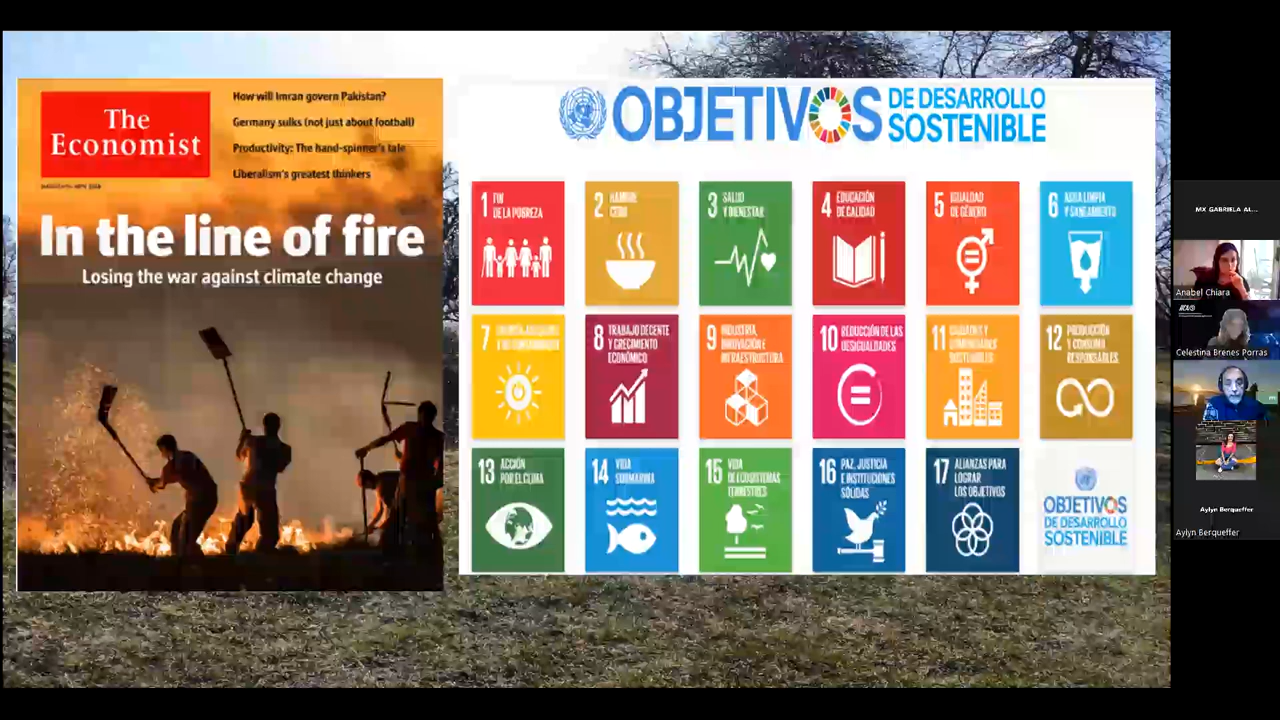 The
Economist
How will Imran govern Pakistan?
Germany sulks (not just about football)
Productivity: The hand-spinner's tale
Liberalism's greatest thinkers
In the line of fire
Losing the war against climate change
OBJETIVOS
DE DESARROLLO
SOSTENIBLE
1 FIN
DE LA POBREZA
2 HAMBRE
CERO
3 SALUD
Y BIENESTAR
4 EDUCACIÓN
DE CALIDAD
5 IGUALDAD
DE GÉNERO
6 AGUA LIMPIA
Y SANEAMIENTO
7
8 TRABAJO DECENTE
Y CRECIMIENTO
ECONÓMICO
9 INDUSTRIA,
INNOVACIÓN E
INFRAESTRUCTURA
10 REDUCCIÓN DE LAS
DESIGUALDADES
11 CIUDADES Y
COMUNIDADES
SOSTENIBLES
12 PRODUCCIÓN
Y CONSUMO
RESPONSABLES
13 ACCIÓN
POR EL CLIMA
14 VIDA
SUBMARINA
15 VIDA
DE ECOSISTEMAS
TERRESTRES
16 PAZ, JUSTICIA
E INSTITUCIONES
SÓLIDAS
17 ALIANZAS PARA
LOGRAR
LOS OBJETIVOS
OBJETIVOS
DE DESARROLLO
SOSTENIBLE
MX GABRIELA AL...
Anabel Chiara
Celestina Brenes Porras
Aylyn Berqueffer
Aylyn Berqueffer